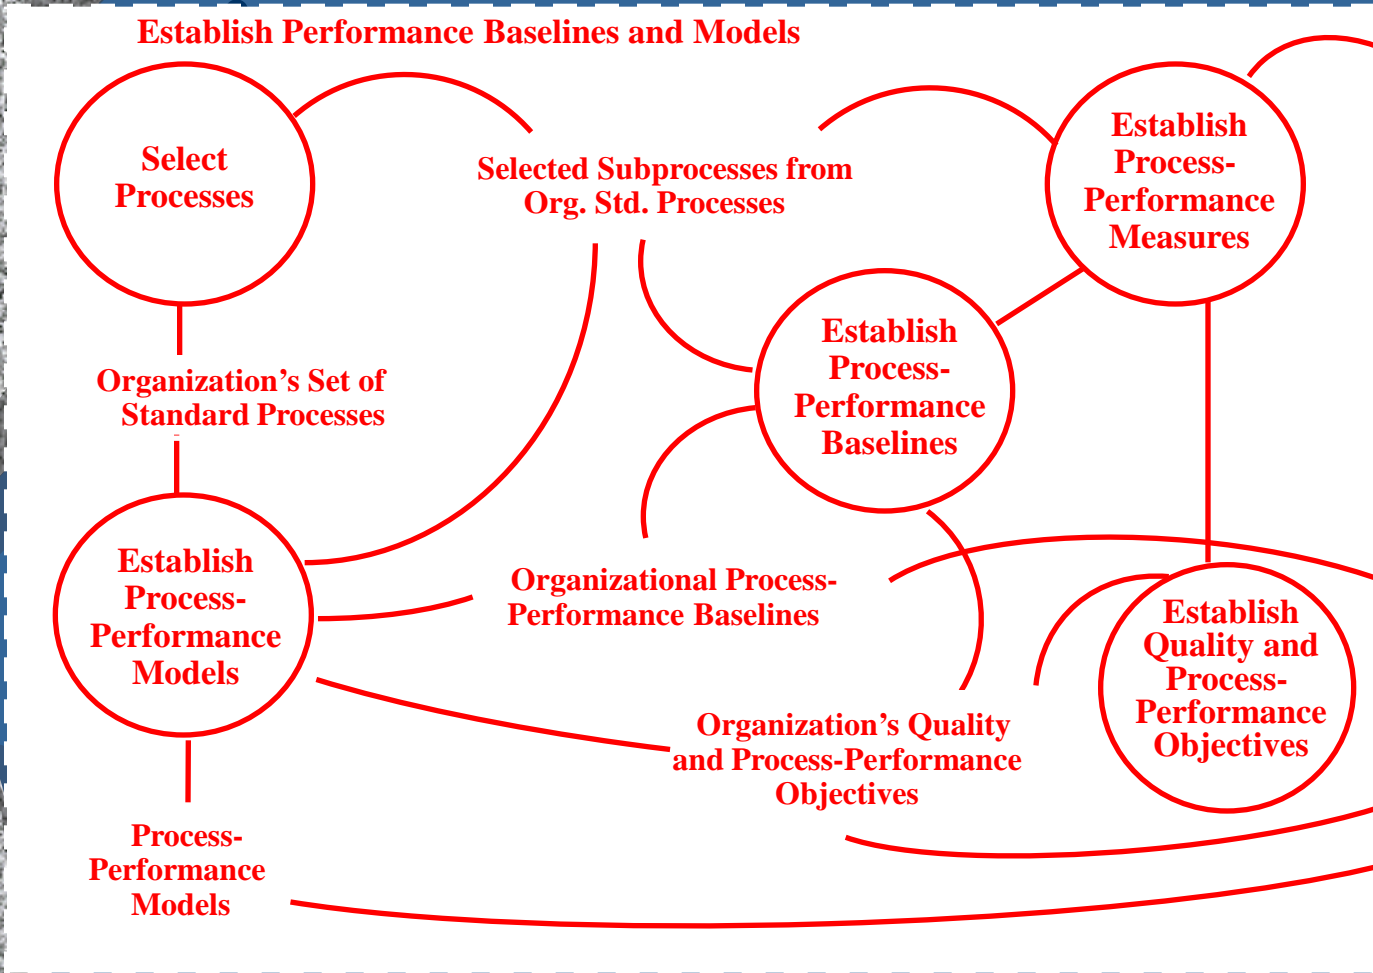 Establish Performance Baselines and Models
Select
Processes
Selected Subprocesses from
Org. Std. Processes
Establish
Process-
Performance
Measures
Organization’s Set of
Standard Processes
Establish
Process-
Performance
Baselines
Establish
Process-
Performance
Models
Organizational Process-
Performance Baselines
Establish
Quality and
Process-
Performance
Objectives
Organization’s Quality
and Process-Performance
Objectives
Process-
Performance
Models